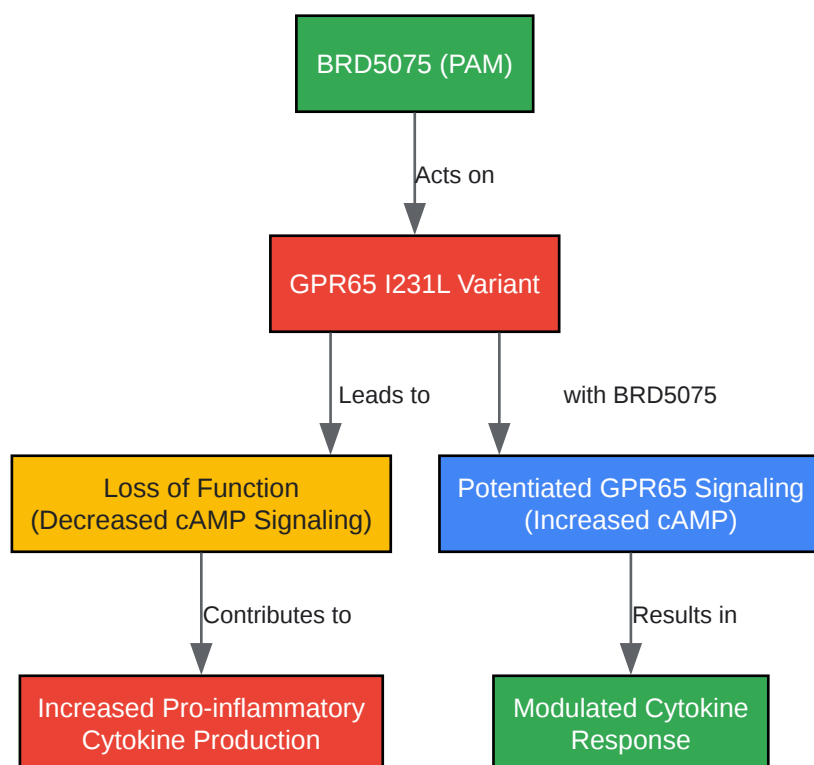 BRD5075 (PAM)
Acts on
GPR65 I231L Variant
Leads to
with BRD5075
Loss of Function
(Decreased cAMP Signaling)
Potentiated GPR65 Signaling
(Increased cAMP)
Contributes to
Results in
Increased Pro-inflammatory
Cytokine Production
Modulated Cytokine
Response